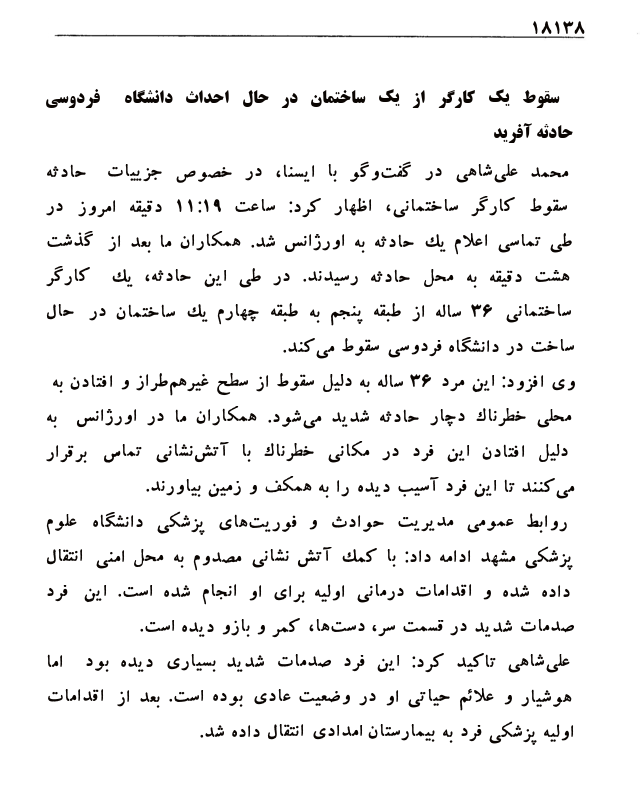 ۱۸۱۳۸
سقوط یک کارگر از یک ساختمان در حال احداث دانشگاه فردوسی
حادثه آفرید
محمد علی‌شاهی در گفت‌وگو با ایسنا، در خصوص جزییات حادثه
سقوط کارگر ساختمانی، اظهار کرد: ساعت ۱۱:۱۹ دقیقه امروز در
طی تماسی اعلام یك حادثه به اورژانس شد. همکاران ما بعد از گذشت
هشت دقیقه به محل حادثه رسیدند. در طی این حادثه، یك کارگر
ساختمانی ۳۶ ساله از طبقه پنجم به طبقه چهارم یك ساختمان در حال
ساخت در دانشگاه فردوسی سقوط می‌کند.
وی افزود: این مرد ۳۶ ساله به دلیل سقوط از سطح غیرهم‌طراز و افتادن به
محلی خطرناك دچار حادثه شدید می‌شود. همکاران ما در اورژانس به
دلیل افتادن این فرد در مکانی خطرناك با آتش‌نشانی تماس برقرار
می‌کنند تا این فرد آسیب دیده را به همکف و زمین بیاورند.
روابط عمومی مدیریت حوادث و فوریت‌های پزشکی دانشگاه علوم
پزشکی مشهد ادامه داد: با کمك آتش نشانی مصدوم به محل امنی انتقال
داده شده و اقدامات درمانی اولیه برای او انجام شده است. این فرد
صدمات شدید در قسمت سر، دست‌ها، کمر و بازو دیده است.
علی‌شاهی تاکید کرد: این فرد صدمات شدید بسیاری دیده بود اما
هوشیار و علائم حیاتی او در وضعیت عادی بوده است. بعد از اقدامات
اولیه پزشکی فرد به بیمارستان امدادی انتقال داده شد.